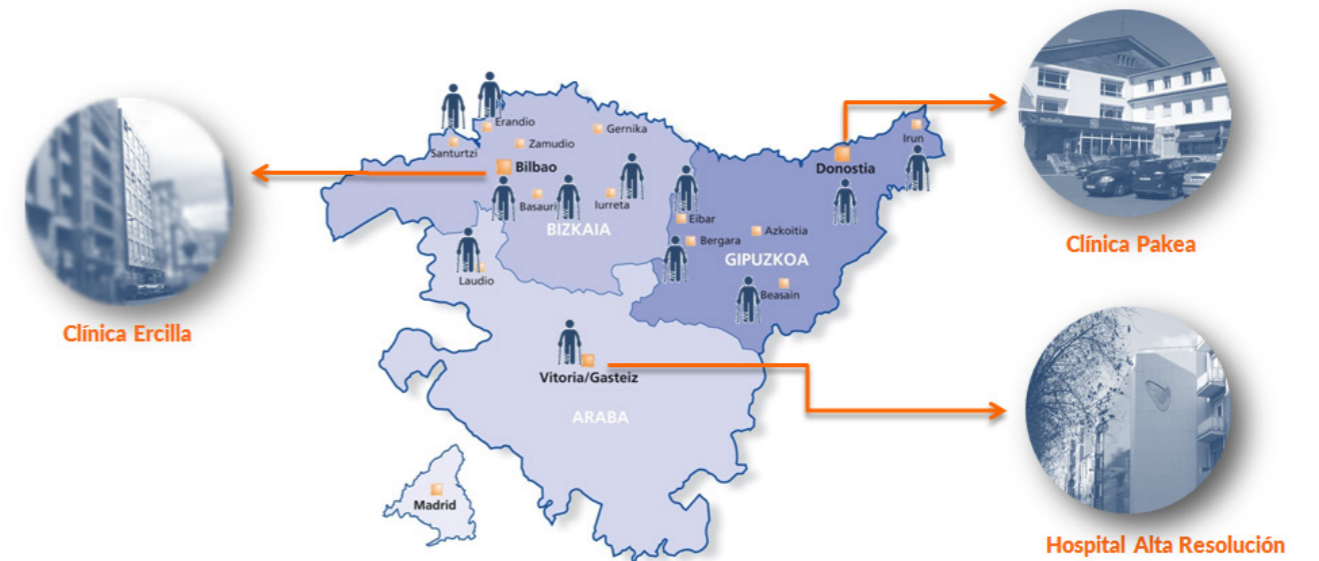 Erandio
Gernika
Zamudio
Santurtzi
Bilbao
Irun
Donostia
Basauri
Iurreta
Eibar
BIZKAIA
Bergara
Azkoitia
GIPUZKOA
Laudio
Beasain
Vitoria/Gasteiz
ARABA
Madrid
Clínica Ercilla
Clínica Pakea
Hospital Alta Resolución